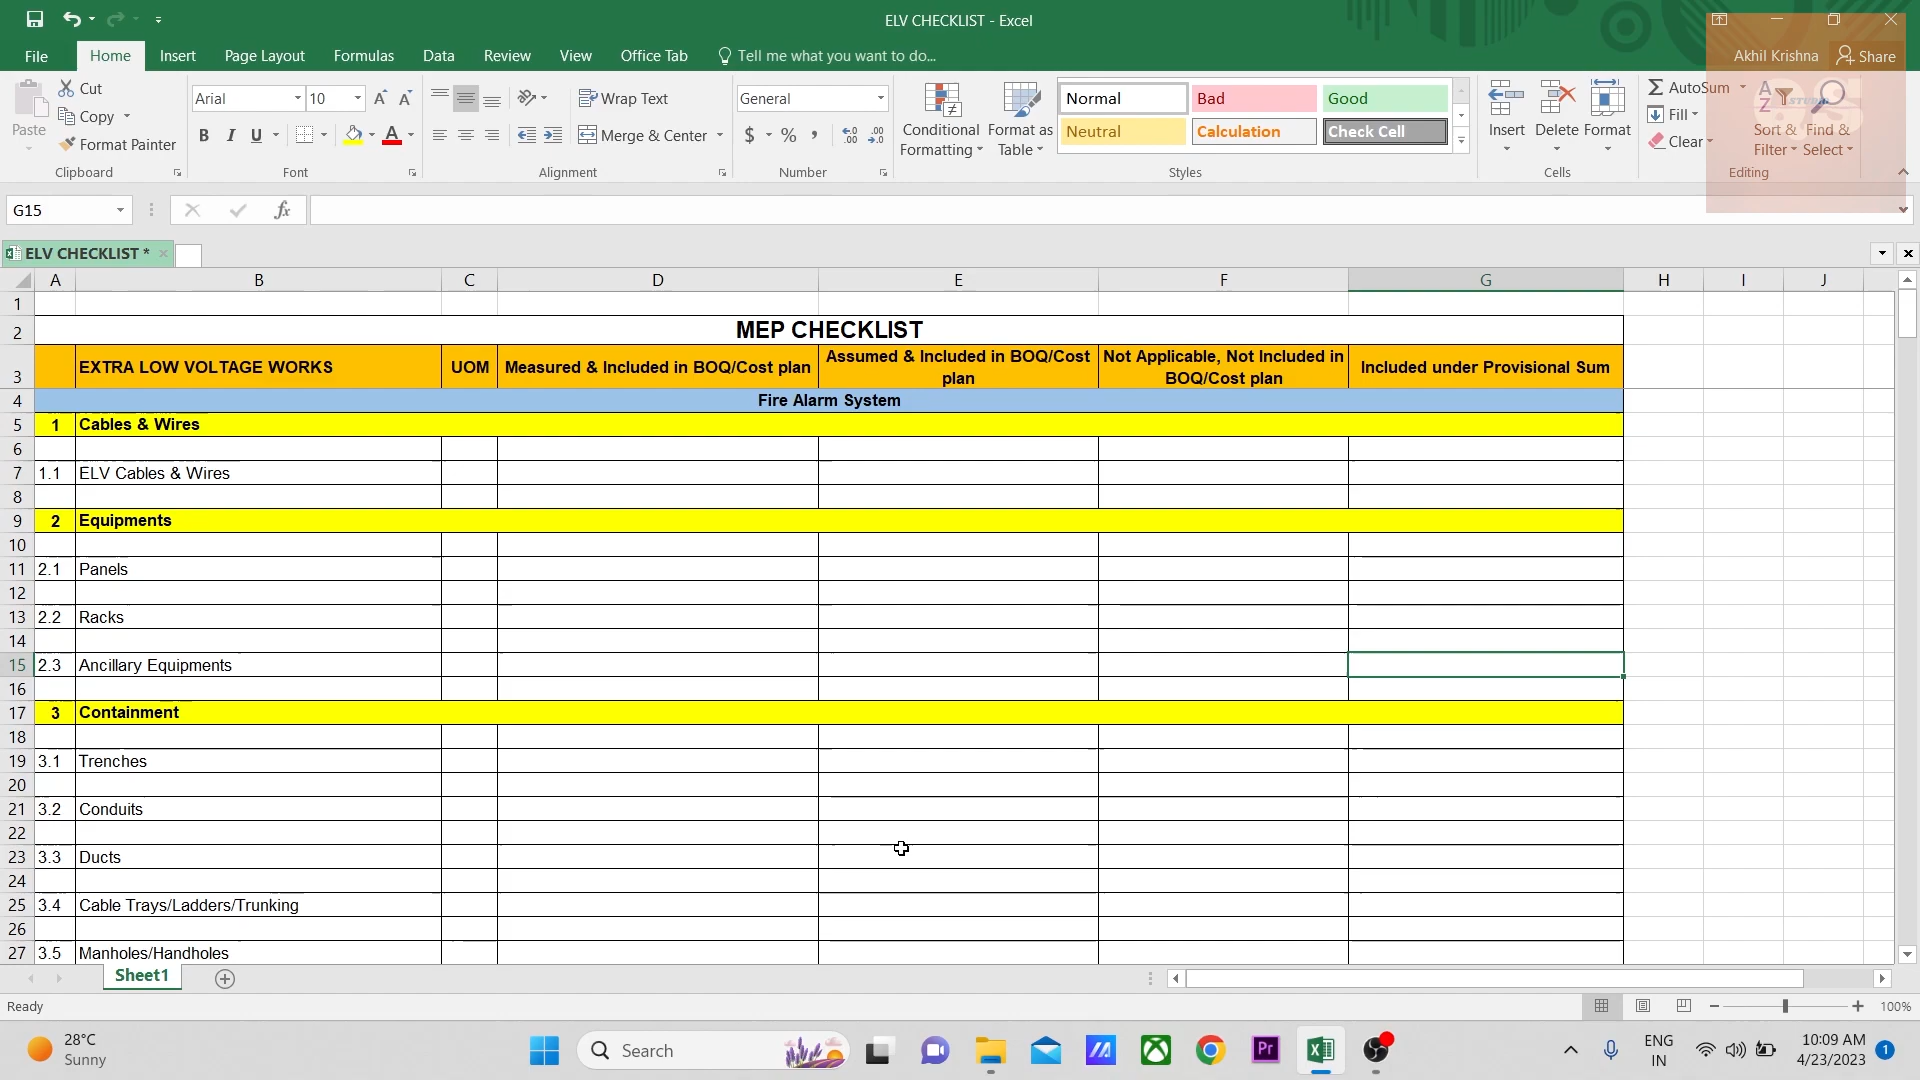 ELV CHECKLIST - Excel
File Home Insert Page Layout Formulas Data Review View Office Tab Tell me what you want to do... Akhil Krishna Share
Paste Cut Copy Format Painter
Clipboard
Arial 10
B I U
Font
Wrap Text
Merge & Center
Alignment
General
$ % ,
Number
Conditional Formatting
Format as Table
Normal Bad Good
Neutral Calculation Check Cell
Styles
Insert Delete Format
Cells
AutoSum
Fill
Clear
Sort & Filter
Find & Select
Editing
G15 fx
ELV CHECKLIST *
A B C D E F G H I J
1
2 MEP CHECKLIST
3 EXTRA LOW VOLTAGE WORKS UOM Measured & Included in BOQ/Cost plan Assumed & Included in BOQ/Cost plan Not Applicable, Not Included in BOQ/Cost plan Included under Provisional Sum
4 Fire Alarm System
5 1 Cables & Wires
6
7 1.1 ELV Cables & Wires
8
9 2 Equipments
10
11 2.1 Panels
12
13 2.2 Racks
14
15 2.3 Ancillary Equipments
16
17 3 Containment
18
19 3.1 Trenches
20
21 3.2 Conduits
22
23 3.3 Ducts
24
25 3.4 Cable Trays/Ladders/Trunking
26
27 3.5 Manholes/Handholes
Sheet1
Ready 100%
28°C
Sunny
Search
Pr
ENG
IN
10:09 AM
4/23/2023
1